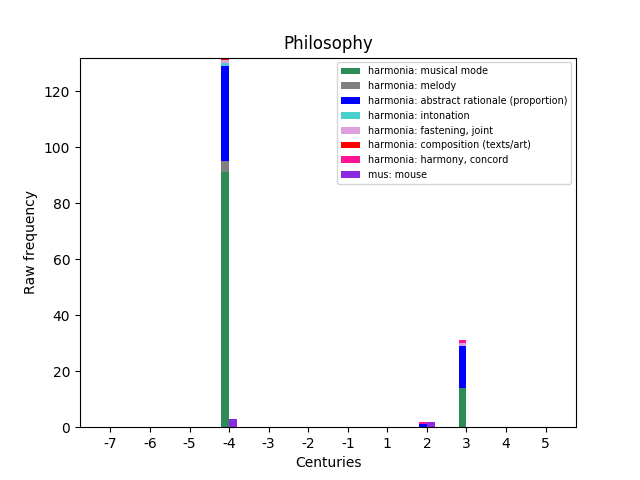 Philosophy
harmonia: musical mode
harmonia: melody
harmonia: abstract rationale (proportion)
harmonia: intonation
harmonia: fastening, joint
harmonia: composition (texts/art)
harmonia: harmony, concord
mus: mouse
Raw frequency
120
100
80
60
40
20
0
-7 -6 -5 -4 -3 -2 -1 1 2 3 4 5
Centuries